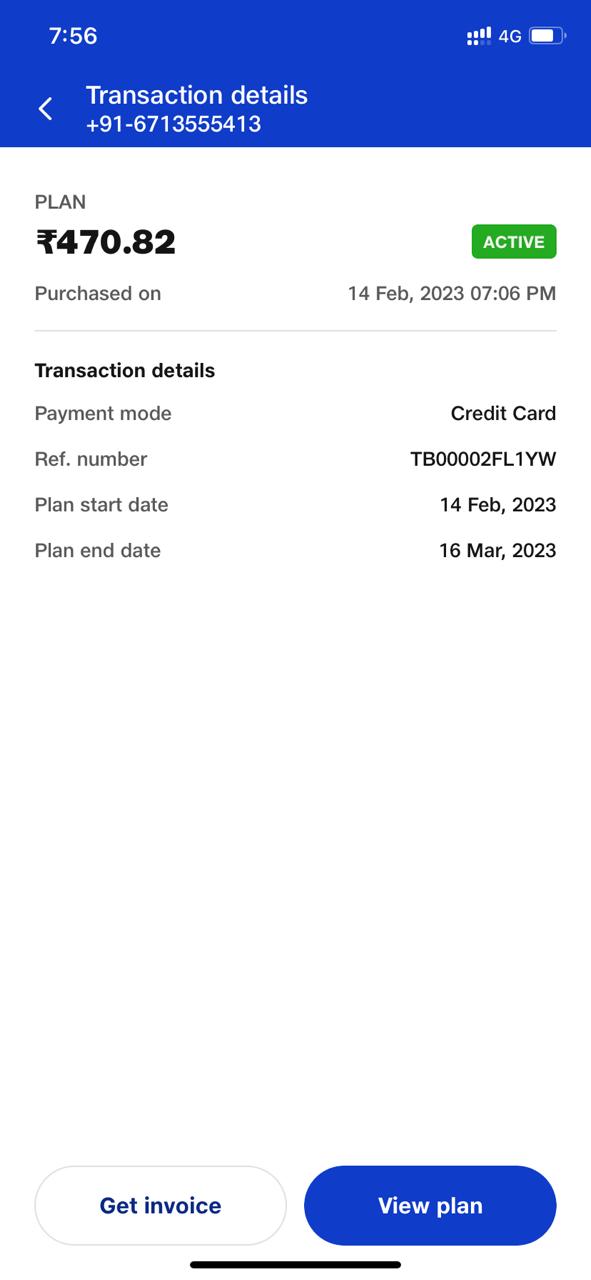 7:56
4G
Transaction details
+91-6713555413
PLAN
₹470.82
ACTIVE
Purchased on 14 Feb, 2023 07:06 PM
Transaction details
Payment mode Credit Card
Ref. number TB00002FL1YW
Plan start date 14 Feb, 2023
Plan end date 16 Mar, 2023
Get invoice
View plan